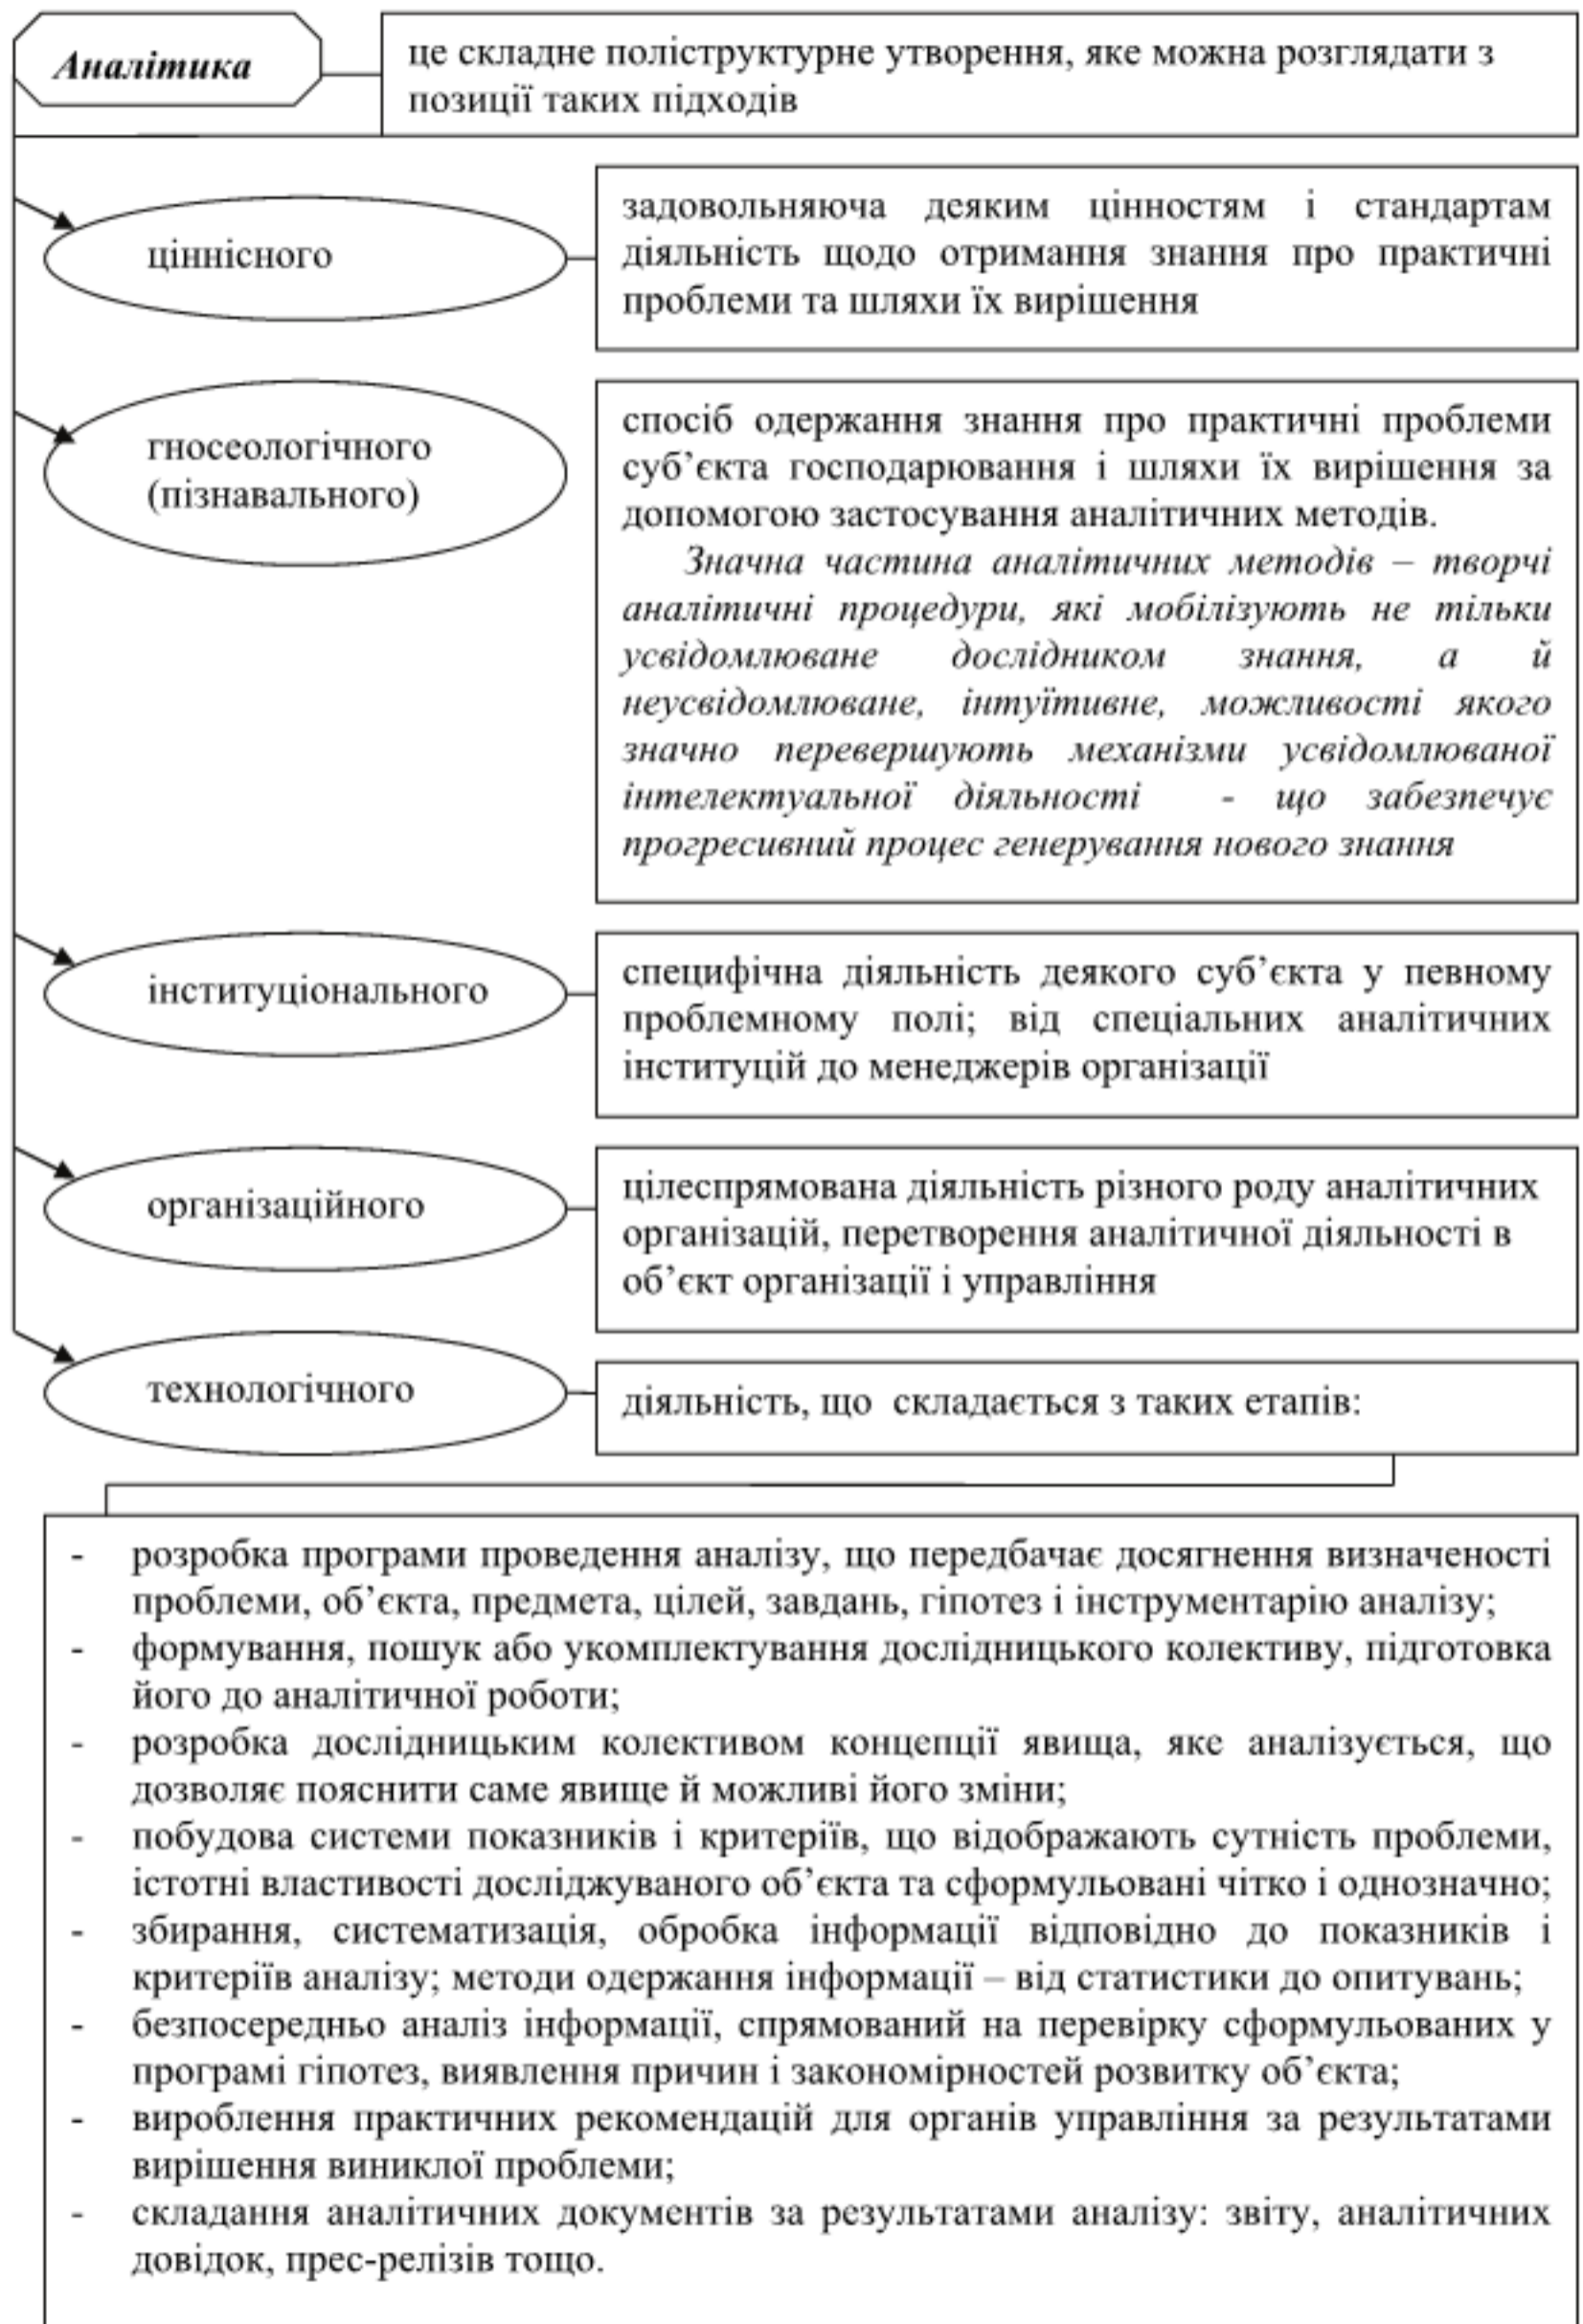 Аналітика
це складне поліструктурне утворення, яке можна розглядати з
позиції таких підходів
ціннісного
задовольняюча деяким цінностям і стандартам
діяльність щодо отримання знання про практичні
проблеми та шляхи їх вирішення
гносеологічного
(пізнавального)
спосіб одержання знання про практичні проблеми
суб’єкта господарювання і шляхи їх вирішення за
допомогою застосування аналітичних методів.
Значна частина аналітичних методів – творчі
аналітичні процедури, які мобілізують не тільки
усвідомлюване дослідником знання, а й
неусвідомлюване, інтуїтивне, можливості якого
значно перевершують механізми усвідомлюваної
інтелектуальної діяльності - що забезпечує
прогресивний процес генерування нового знання
інституціонального
специфічна діяльність деякого суб’єкта у певному
проблемному полі; від спеціальних аналітичних
інституцій до менеджерів організації
організаційного
цілеспрямована діяльність різного роду аналітичних
організацій, перетворення аналітичної діяльності в
об’єкт організації і управління
технологічного
діяльність, що складається з таких етапів:
- розробка програми проведення аналізу, що передбачає досягнення визначеності
проблеми, об’єкта, предмета, цілей, завдань, гіпотез і інструментарію аналізу;
- формування, пошук або укомплектування дослідницького колективу, підготовка
його до аналітичної роботи;
- розробка дослідницьким колективом концепції явища, яке аналізується, що
дозволяє пояснити саме явище й можливі його зміни;
- побудова системи показників і критеріїв, що відображають сутність проблеми,
істотні властивості досліджуваного об’єкта та сформульовані чітко і однозначно;
- збирання, систематизація, обробка інформації відповідно до показників і
критеріїв аналізу; методи одержання інформації – від статистики до опитувань;
- безпосередньо аналіз інформації, спрямований на перевірку сформульованих у
програмі гіпотез, виявлення причин і закономірностей розвитку об’єкта;
- вироблення практичних рекомендацій для органів управління за результатами
вирішення виниклої проблеми;
- складання аналітичних документів за результатами аналізу: звіту, аналітичних
довідок, прес-релізів тощо.